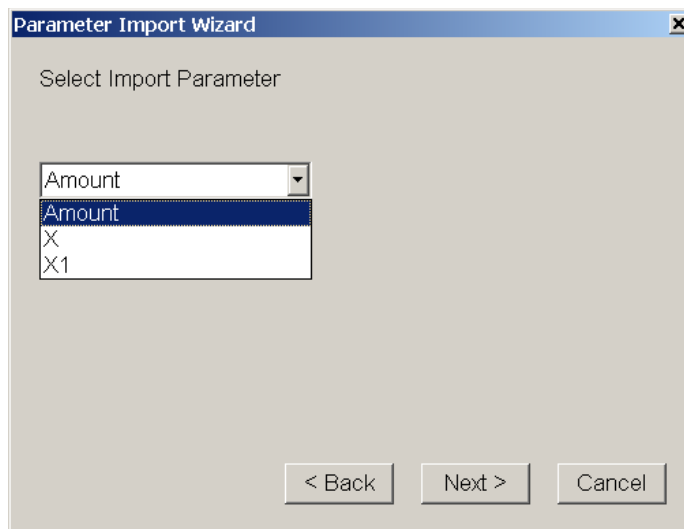 Parameter Import Wizard
Select Import Parameter
Amount
Amount
X
X1
< Back Next > Cancel